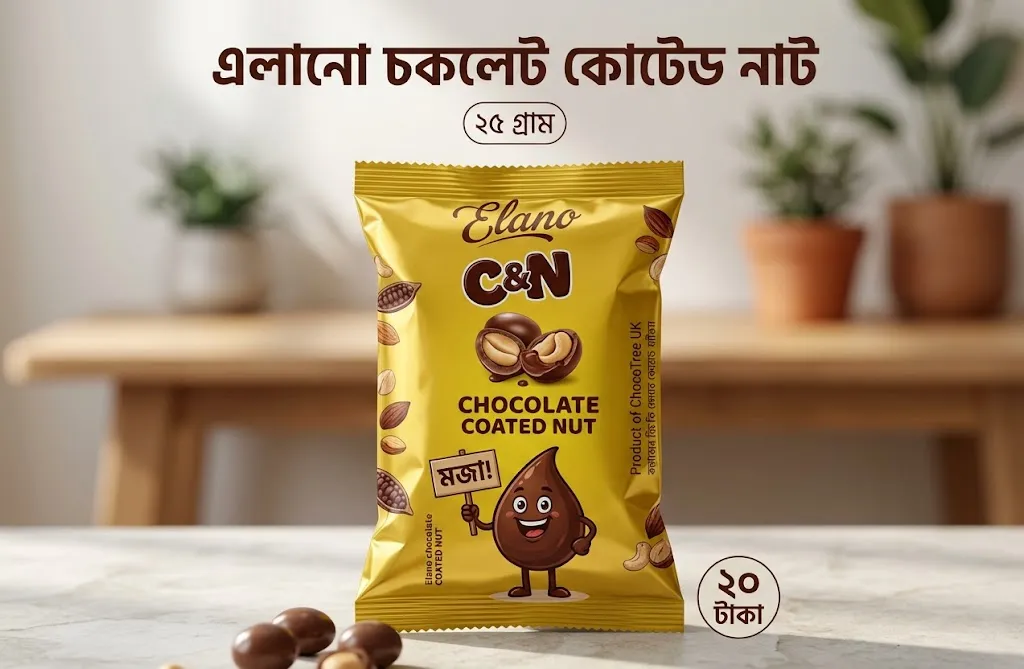 এলানো চকলেট কোটেড নাট
২৫ গ্রাম
Elano
C&N
CHOCOLATE
COATED NUT
মজা!
Elano chocolate
COATED NUT
Product of ChocoTree UK
২০
টাকা